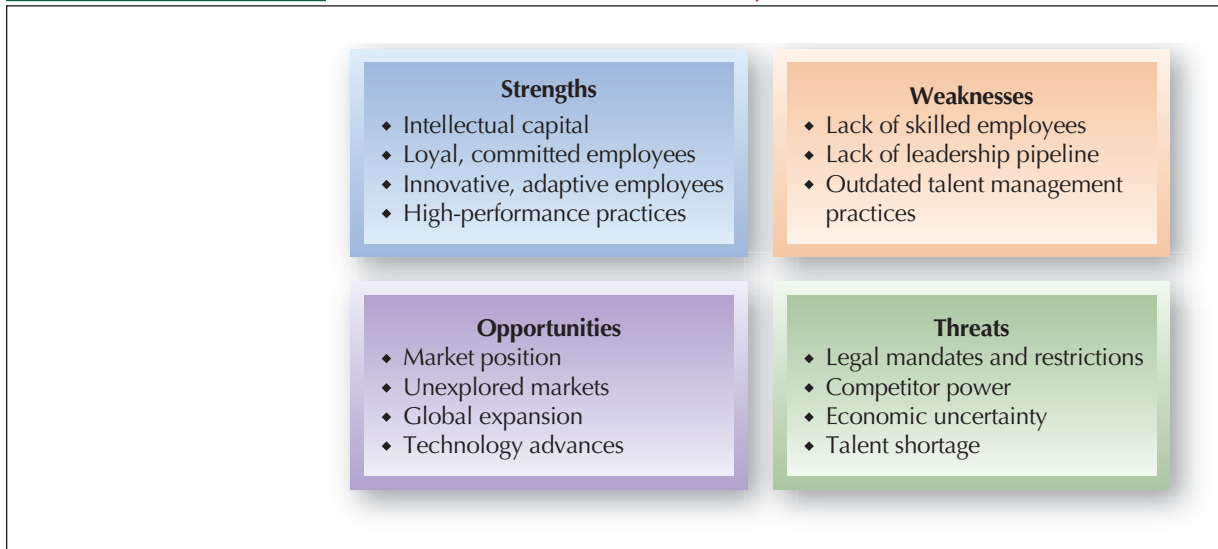 Strengths
◆ Intellectual capital
◆ Loyal, committed employees
◆ Innovative, adaptive employees
◆ High-performance practices
Weaknesses
◆ Lack of skilled employees
◆ Lack of leadership pipeline
◆ Outdated talent management
practices
Opportunities
◆ Market position
◆ Unexplored markets
◆ Global expansion
◆ Technology advances
Threats
◆ Legal mandates and restrictions
◆ Competitor power
◆ Economic uncertainty
◆ Talent shortage